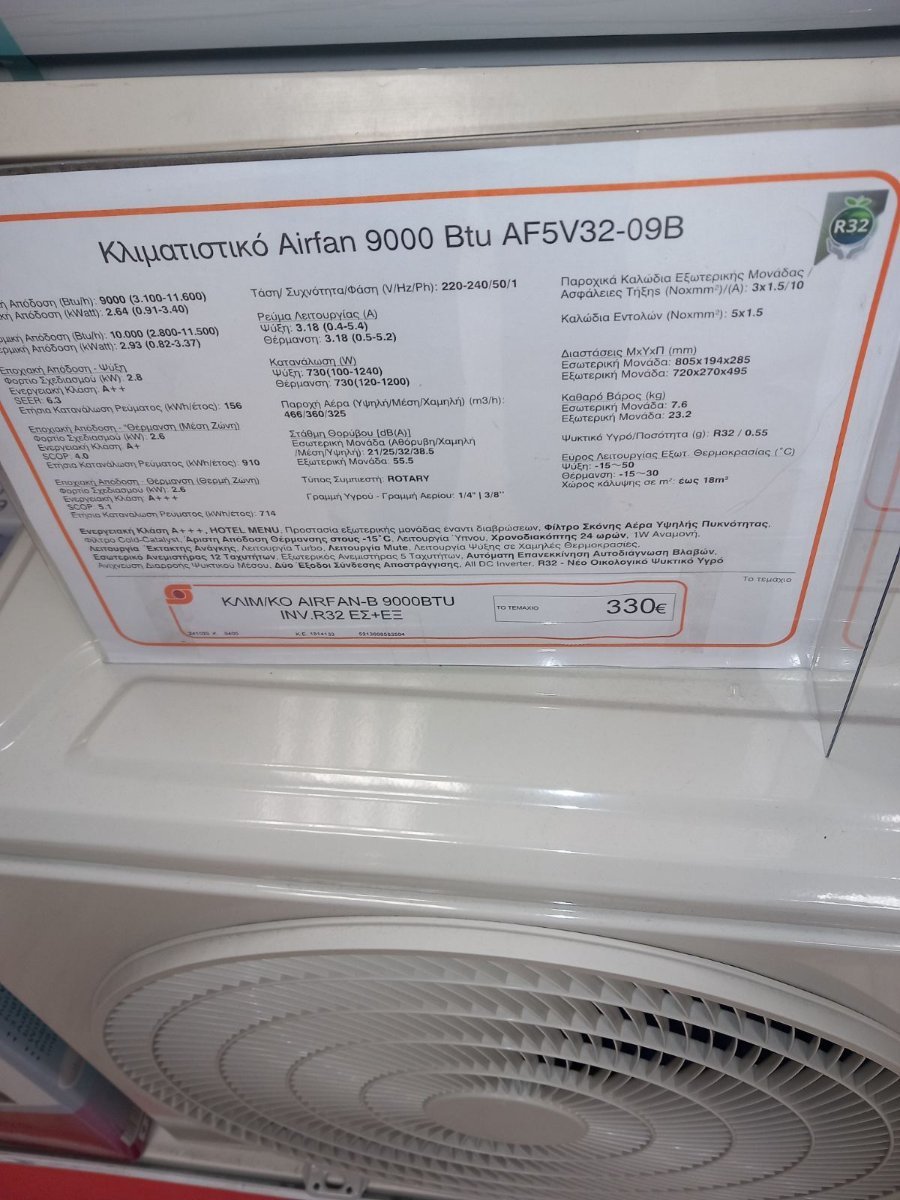 Κλιματιστικό Airfan 9000 Btu AF5V32-09B
R32
ή Απόδοση (Btu/h): 9000 (3.100-11.600)
κή Απόδοση (kWatt): 2.64 (0.91-3.40)
μική Απόδοση (Btu/h): 10.000 (2.800-11.500)
ερμική Απόδοση (kWatt): 2.93 (0.82-3.37)
Εποχιακή Απόδοση - Ψύξη
Φορτίο Σχεδιασμού (kW): 2.8
Ενεργειακή Κλάση: A++
SEER: 6.3
Ετήσια Κατανάλωση Ρεύματος (kWh/έτος): 156
Εποχιακή Απόδοση - Θέρμανση (Μέση Ζώνη)
Φορτίο Σχεδιασμού (kW): 2.6
Ενεργειακή Κλάση: A+
SCOP: 4.0
Ετήσια Κατανάλωση Ρεύματος (kWh/έτος): 910
Εποχιακή Απόδοση - Θέρμανση (Θερμή Ζώνη)
Φορτίο Σχεδιασμού (kW): 2.6
Ενεργειακή Κλάση: A+++
SCOP: 5.1
Ετήσια Κατανάλωση Ρεύματος (kWh/έτος): 714
Τάση/ Συχνότητα/Φάση (V/Hz/Ph): 220-240/50/1
Ρεύμα Λειτουργίας (A)
Ψύξη: 3.18 (0.4-5.4)
Θέρμανση: 3.18 (0.5-5.2)
Κατανάλωση (W)
Ψύξη: 730(100-1240)
Θέρμανση: 730(120-1200)
Παροχή Αέρα (Υψηλή/Μέση/Χαμηλή) (m3/h):
466/360/325
Στάθμη Θορύβου [dB(A)]
Εσωτερική Μονάδα (Αθόρυβη/Χαμηλή
/Μέση/Υψηλή): 21/25/32/38.5
Εξωτερική Μονάδα: 55.5
Τύπος Συμπιεστή: ROTARY
Γραμμή Υγρού - Γραμμή Αερίου: 1/4" | 3/8"
Παροχικά Καλώδια Εξωτερικής Μονάδας /
Ασφάλειες Τήξης (Noxmm²)/(A): 3x1.5/10
Καλώδια Εντολών (Noxmm²): 5x1.5
Διαστάσεις ΜxΥxΠ (mm)
Εσωτερική Μονάδα: 805x194x285
Εξωτερική Μονάδα: 720x270x495
Καθαρό Βάρος (kg)
Εσωτερική Μονάδα: 7.6
Εξωτερική Μονάδα: 23.2
Ψυκτικό Υγρό/Ποσότητα (g): R32 / 0.55
Ευρος Λειτουργίας Εξωτ. Θερμοκρασίας (˚C)
Ψύξη: -15~50
Θέρμανση: -15~30
Χώρος κάλυψης σε m²: έως 18m²
Ενεργειακή Κλάση A+++, HOTEL MENU, Προστασία εξωτερικής μονάδας έναντι διαβρώσεων, Φίλτρο Σκόνης Αέρα Υψηλής Πυκνότητας,
Φίλτρο Cold-Catalyst, Άριστη Απόδοση Θέρμανσης στους -15˚C, Λειτουργία Ύπνου, Χρονοδιακόπτης 24 ωρών, 1W Αναμονή,
Λειτουργία Έκτακτης Ανάγκης, Λειτουργία Turbo, Λειτουργία Mute, Λειτουργία Ψύξης σε Χαμηλές Θερμοκρασίες,
Εσωτερικό Ανεμιστήρας 12 Ταχυτήτων, Εξωτερικός Ανεμιστήρας 5 Ταχυτήτων, Αυτόματη Επανεκκίνηση Αυτοδιάγνωση Βλαβών,
Ανίχνευση Διαρροής Ψυκτικού Μέσου, Δύο Έξοδοι Σύνδεσης Αποστράγγισης, All DC Inverter, R32 - Νέο Οικολογικό Ψυκτικό Υγρό
Το τεμάχιο
ΚΛΙΜ/ΚΟ AIRFAN-B 9000BTU
INV.R32 ΕΣ+ΕΞ
ΤΟ ΤΕΜΑΧΙΟ
330€